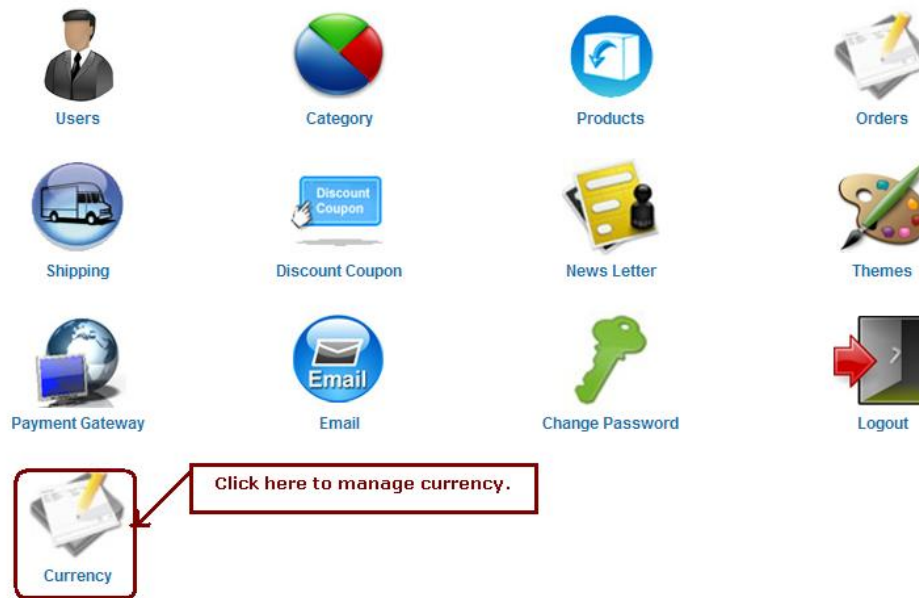 Users
Category
Products
Orders
Discount
Coupon
Shipping
Discount Coupon
News Letter
Themes
Email
Payment Gateway
Email
Change Password
Logout
Click here to manage currency.
Currency